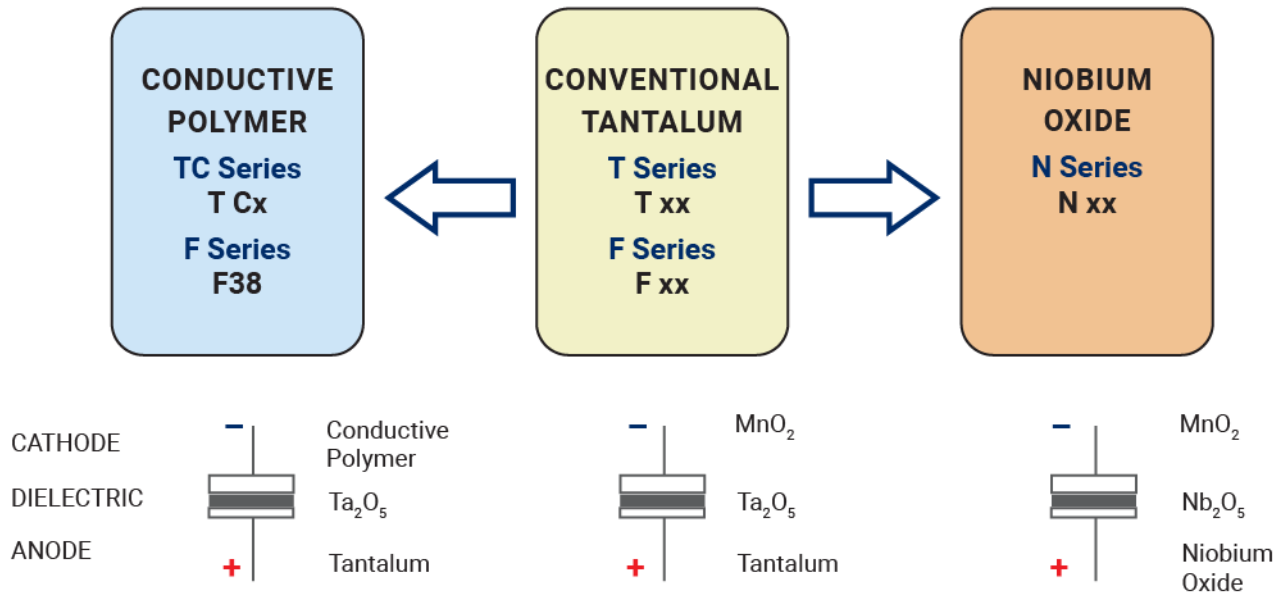 CONDUCTIVE
POLYMER
TC Series
T Cx
F Series
F38
CONVENTIONAL
TANTALUM
T Series
T xx
F Series
F xx
NIOBIUM
OXIDE
N Series
N xx
CATHODE
DIELECTRIC
ANODE
−
Conductive
Polymer
Ta₂O₅
+
Tantalum
−
MnO₂
Ta₂O₅
+
Tantalum
−
MnO₂
Nb₂O₅
+
Niobium
Oxide